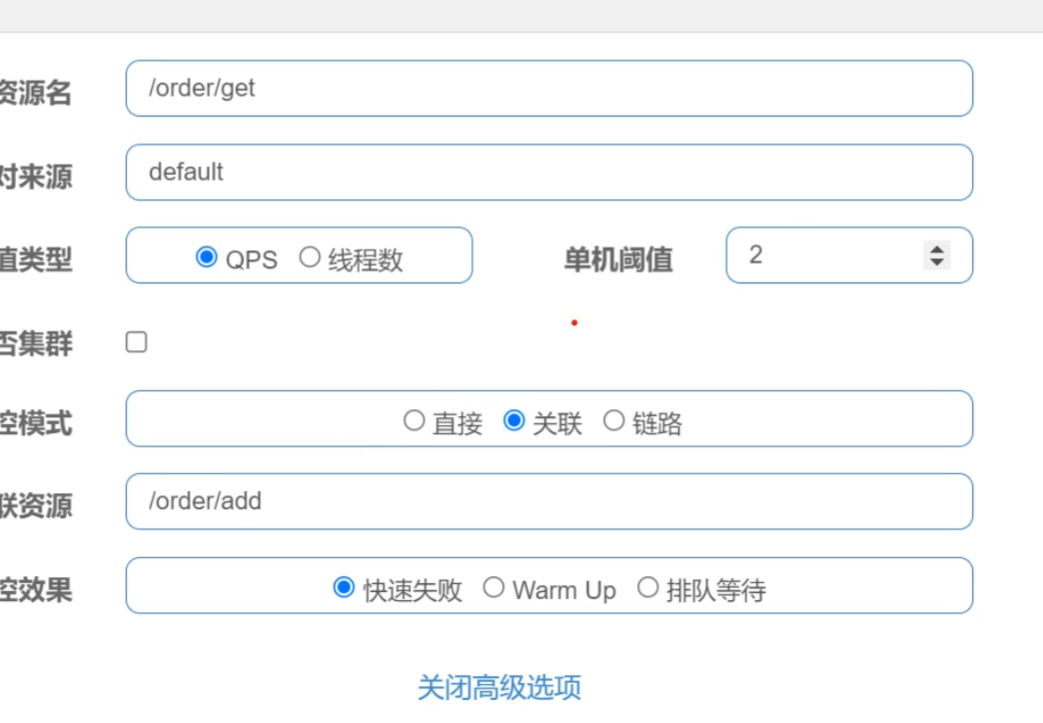 资源名 /order/get
对来源 default
值类型 QPS 线程数 单机阈值 2
否集群
控模式 直接 关联 链路
联资源 /order/add
控效果 快速失败 Warm Up 排队等待
关闭高级选项